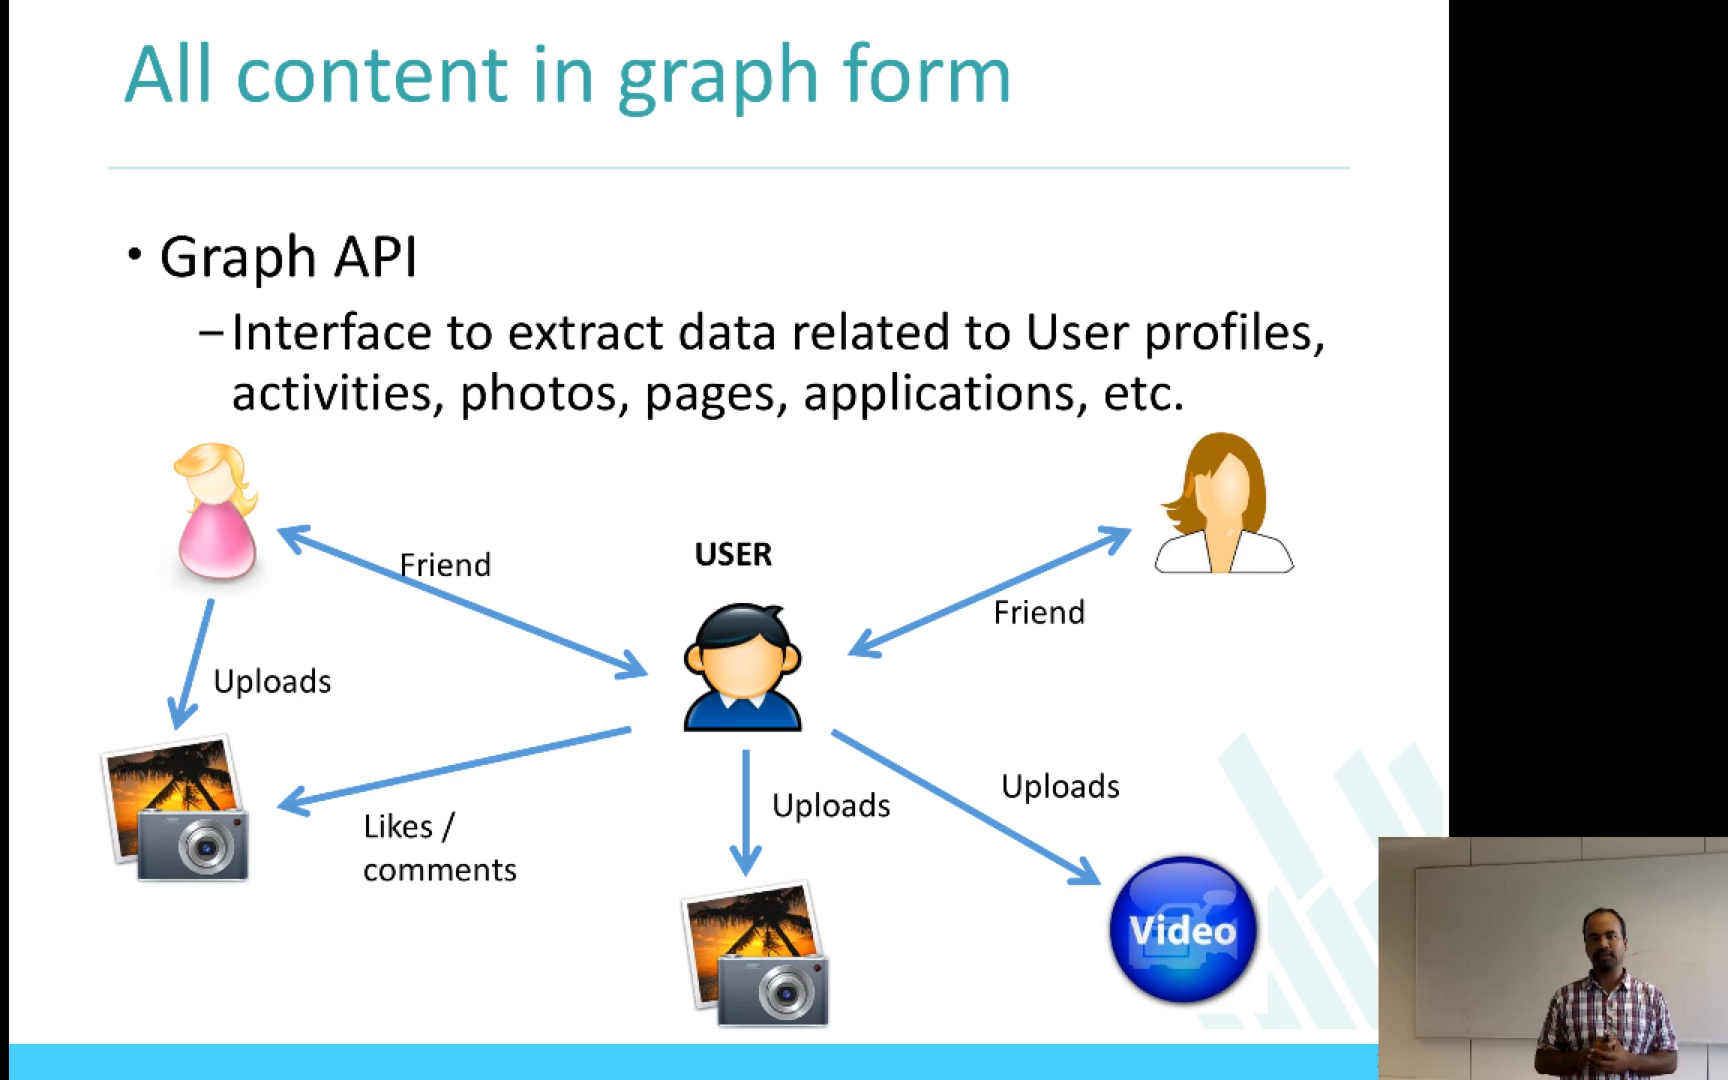 All content in graph form
• Graph API
–Interface to extract data related to User profiles,
activities, photos, pages, applications, etc.
Friend
USER
Friend
Uploads
Likes /
comments
Uploads
Uploads
Video